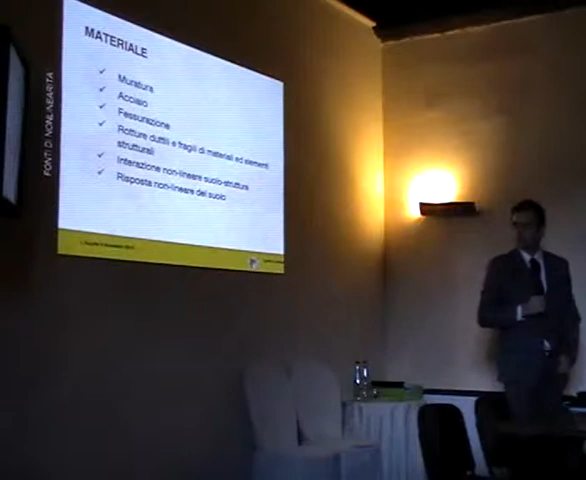 FONTI DI NONLINEARITA
MATERIALE
✓ Muratura
✓ Acciaio
✓ Fessurazione
✓ Rotture duttili e fragili di materiali ed elementi
strutturali
✓ Interazione non-lineare suolo-struttura
✓ Risposta non-lineare del suolo